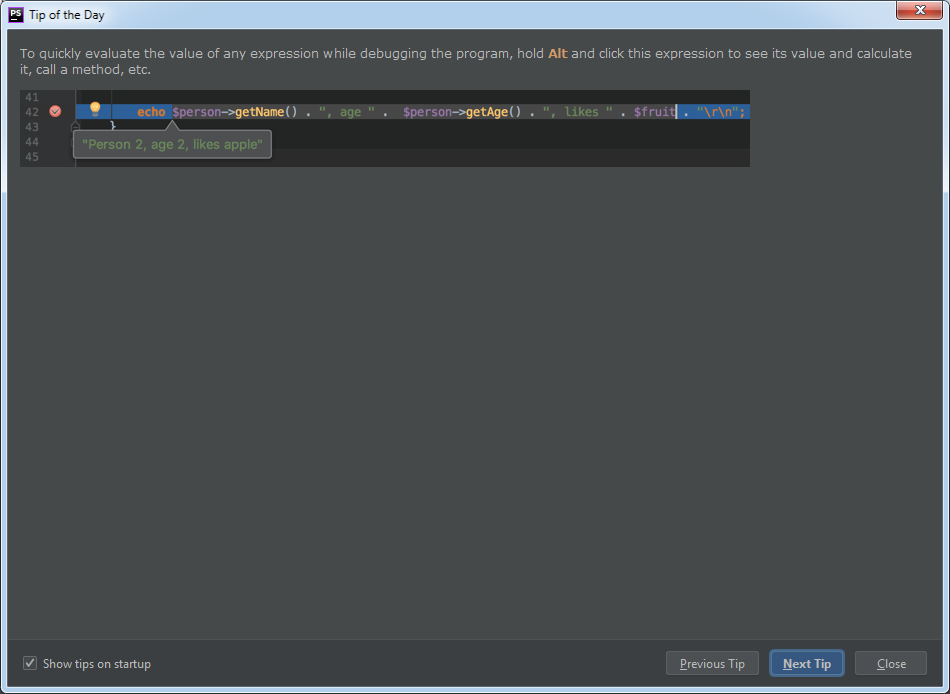 PS Tip of the Day
To quickly evaluate the value of any expression while debugging the program, hold Alt and click this expression to see its value and calculate
it, call a method, etc.
41
42 echo $person->getName() . ", age " . $person->getAge() . ", likes " . $fruit . "\r\n";
43 }
"Person 2, age 2, likes apple"
44
45
Show tips on startup
Previous Tip
Next Tip
Close